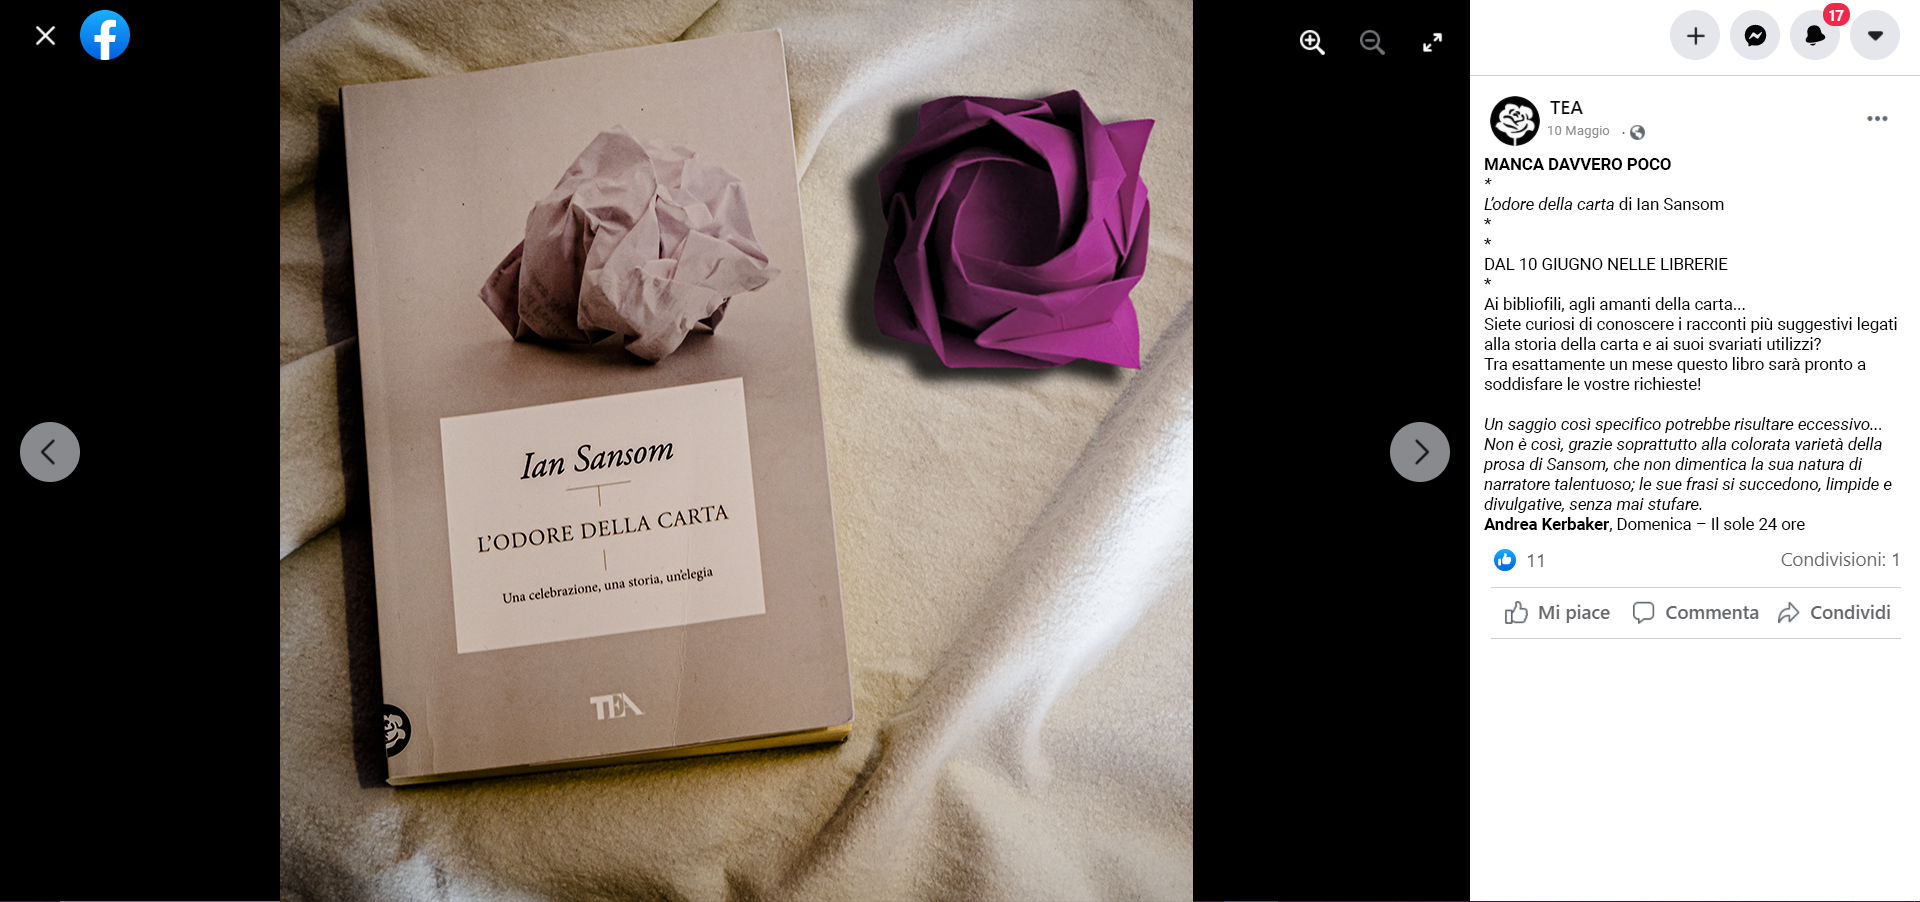 Ian Sansom
L'ODORE DELLA CARTA
Una celebrazione, una storia, un'elegia
TEA
17
TEA
10 Maggio ·
MANCA DAVVERO POCO
*
L'odore della carta di Ian Sansom
*
*
DAL 10 GIUGNO NELLE LIBRERIE
*
Ai bibliofili, agli amanti della carta...
Siete curiosi di conoscere i racconti più suggestivi legati
alla storia della carta e ai suoi svariati utilizzi?
Tra esattamente un mese questo libro sarà pronto a
soddisfare le vostre richieste!
Un saggio così specifico potrebbe risultare eccessivo...
Non è così, grazie soprattutto alla colorata varietà della
prosa di Sansom, che non dimentica la sua natura di
narratore talentuoso; le sue frasi si succedono, limpide e
divulgative, senza mai stufare.
Andrea Kerbaker, Domenica – Il sole 24 ore
11
Condivisioni: 1
Mi piace
Commenta
Condividi